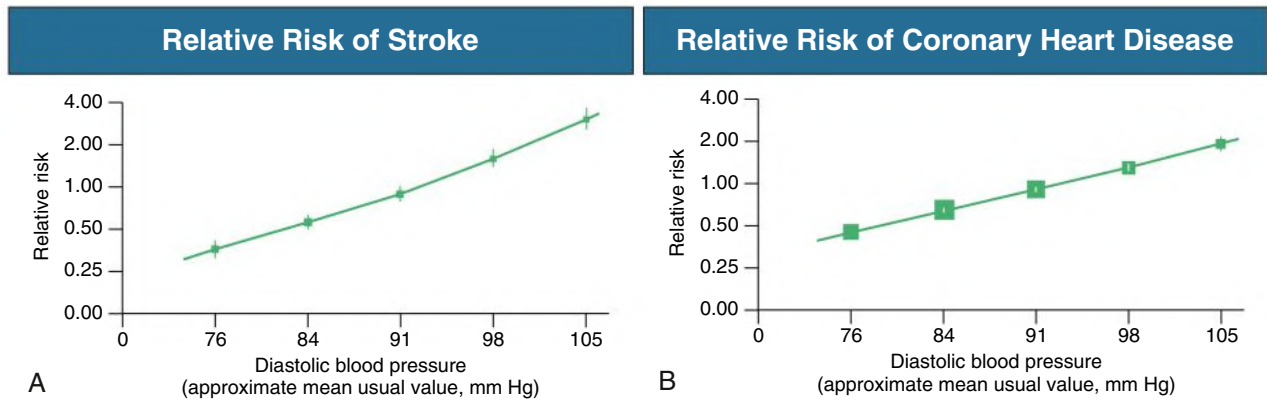 Relative Risk of Stroke
4.00
2.00
1.00
0.50
0.25
0.00
Relative risk
0 76 84 91 98 105
Diastolic blood pressure
(approximate mean usual value, mm Hg)
A
Relative Risk of Coronary Heart Disease
4.00
2.00
1.00
0.50
0.25
0.00
Relative risk
0 76 84 91 98 105
Diastolic blood pressure
(approximate mean usual value, mm Hg)
B